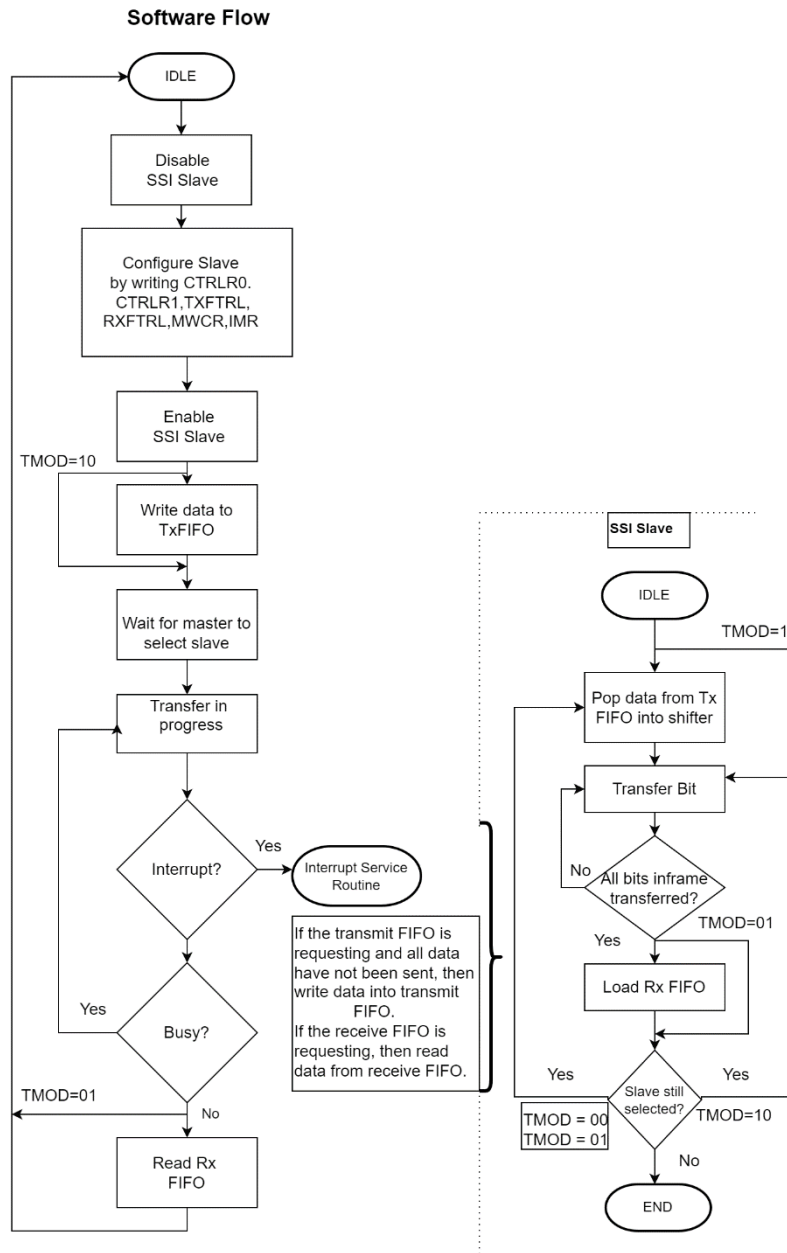 Software Flow
IDLE
Disable
SSI Slave
Configure Slave
by writing CTRLR0.
CTRLR1,TXFTRL,
RXFTRL,MWCR,IMR
Enable
SSI Slave
TMOD=10
Write data to
TxFIFO
Wait for master to
select slave
Transfer in
progress
Interrupt?
Yes
Interrupt Service
Routine
If the transmit FIFO is
requesting and all data
have not been sent, then
write data into transmit
FIFO.
If the receive FIFO is
requesting, then read
data from receive FIFO.
Busy?
Yes
TMOD=01
No
Read Rx
FIFO
SSI Slave
IDLE
TMOD=1
Pop data from Tx
FIFO into shifter
Transfer Bit
No
All bits inframe
transferred?
TMOD=01
Yes
Load Rx FIFO
Yes
Slave still
selected?
Yes
TMOD = 00
TMOD = 01
TMOD=10
No
END